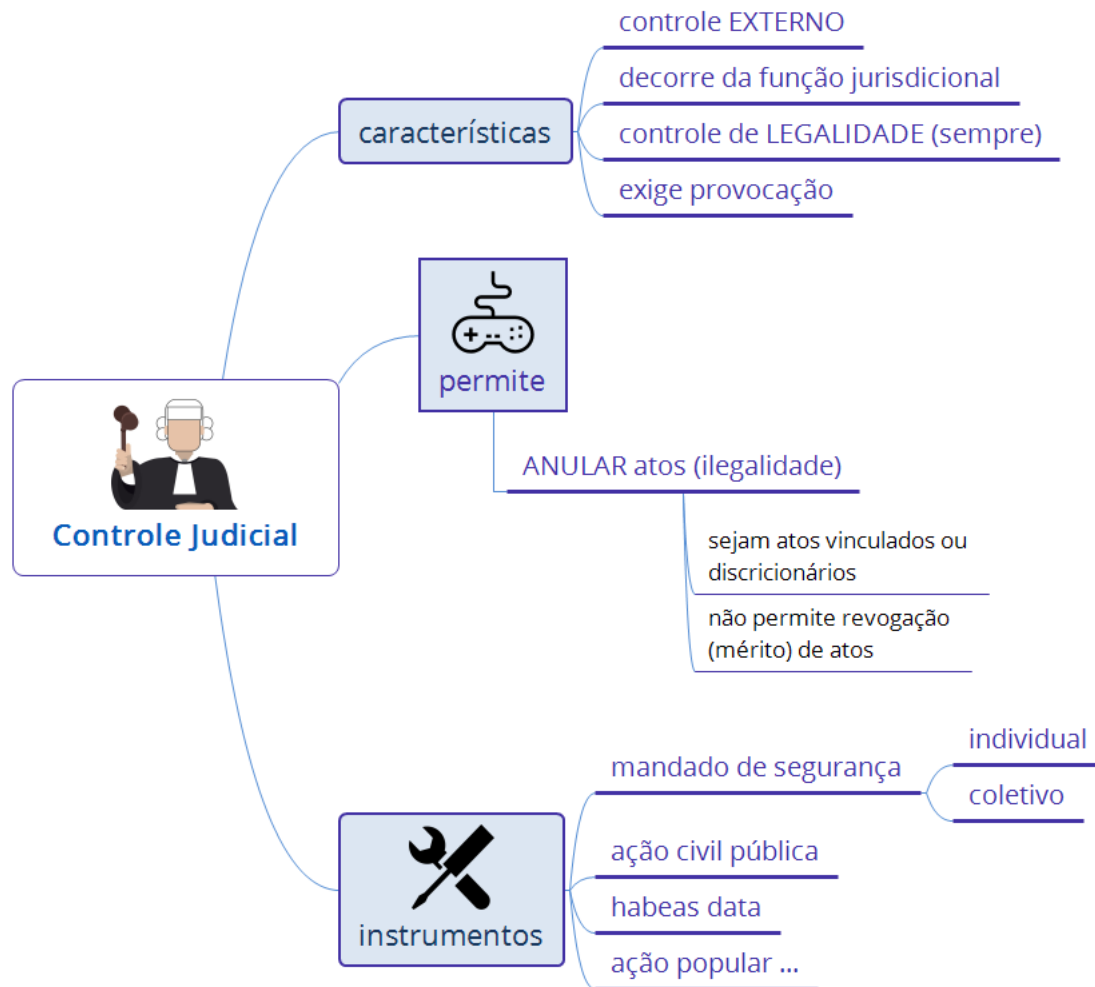 controle EXTERNO
decorre da função jurisdicional
características
controle de LEGALIDADE (sempre)
exige provocação
permite
ANULAR atos (ilegalidade)
Controle Judicial
sejam atos vinculados ou
discricionários
não permite revogação
(mérito) de atos
individual
mandado de segurança
coletivo
ação civil pública
habeas data
instrumentos
ação popular ...